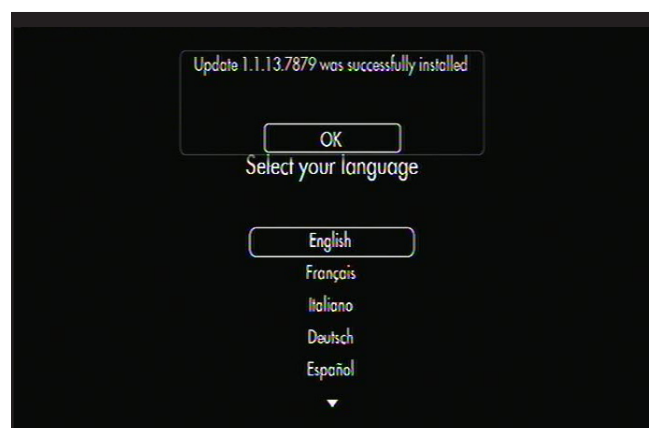 Update 1.1.13.7879 was successfully installed
OK
Select your language
English
Français
Italiano
Deutsch
Español